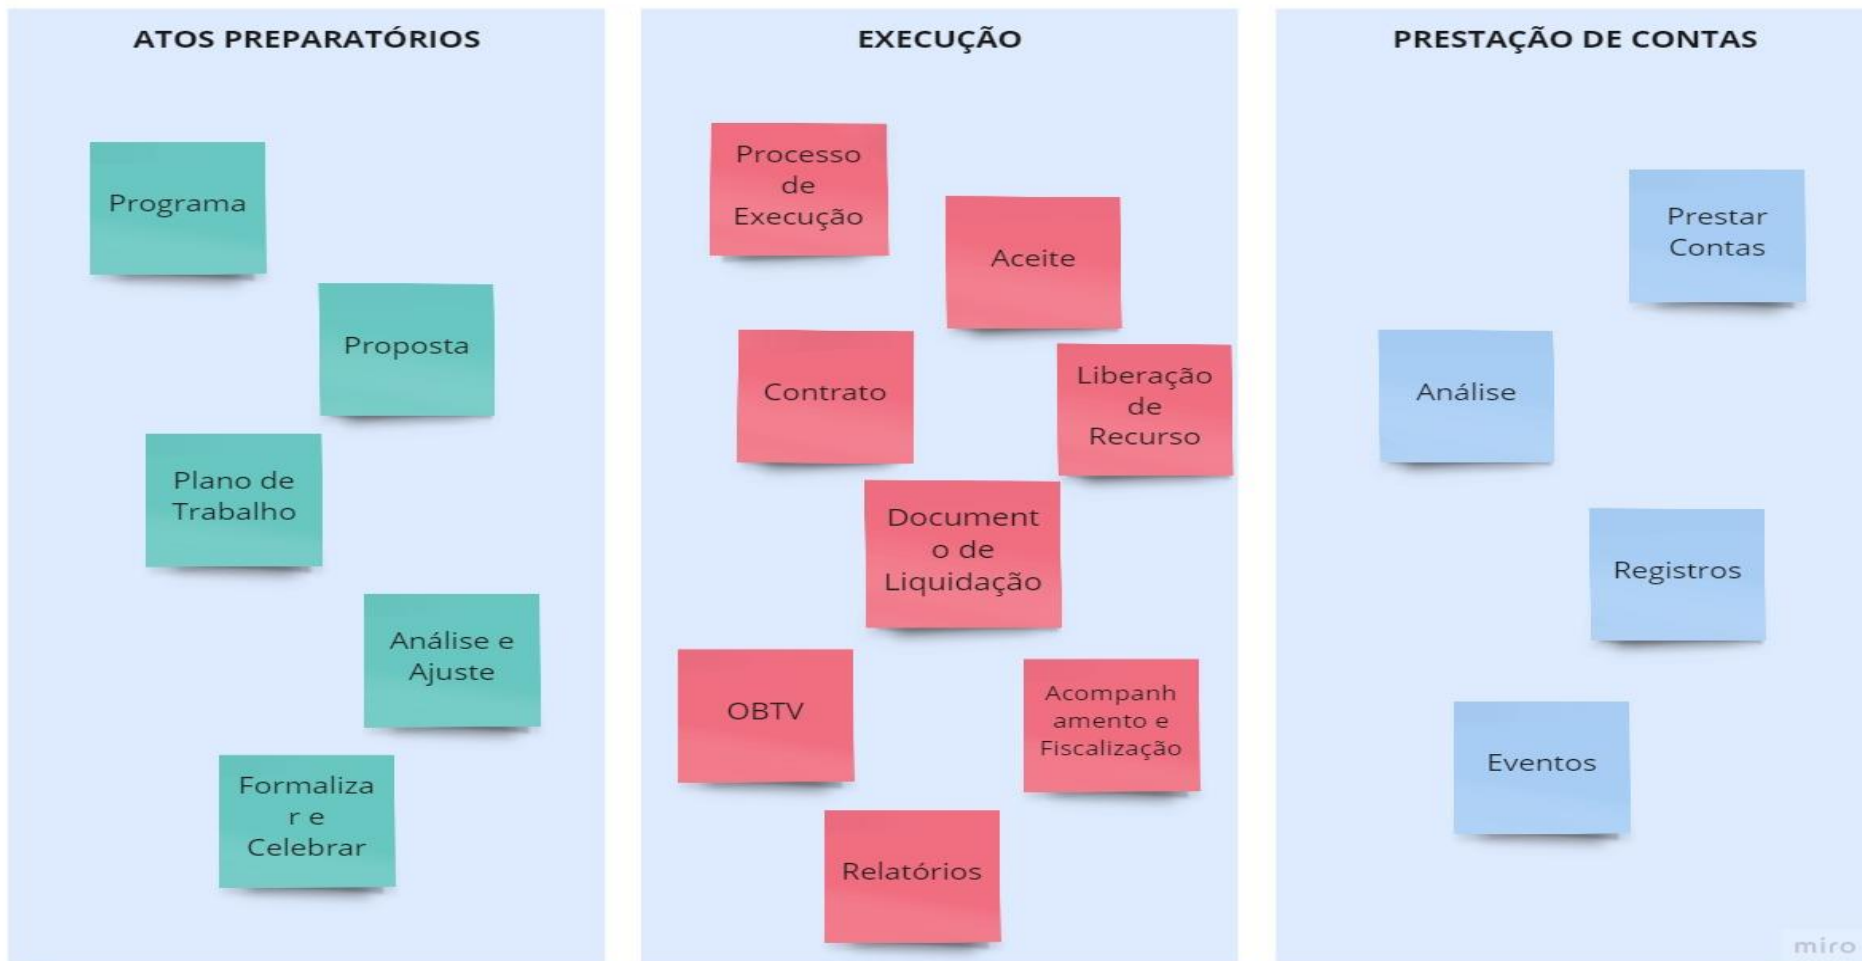 ATOS PREPARATÓRIOS
Programa
Proposta
Plano de
Trabalho
Análise e
Ajuste
Formaliza
r e
Celebrar
EXECUÇÃO
Processo
de
Execução
Aceite
Contrato
Liberação
de
Recurso
Document
o de
Liquidação
OBTV
Acompanh
amento e
Fiscalização
Relatórios
PRESTAÇÃO DE CONTAS
Prestar
Contas
Análise
Registros
Eventos
miro